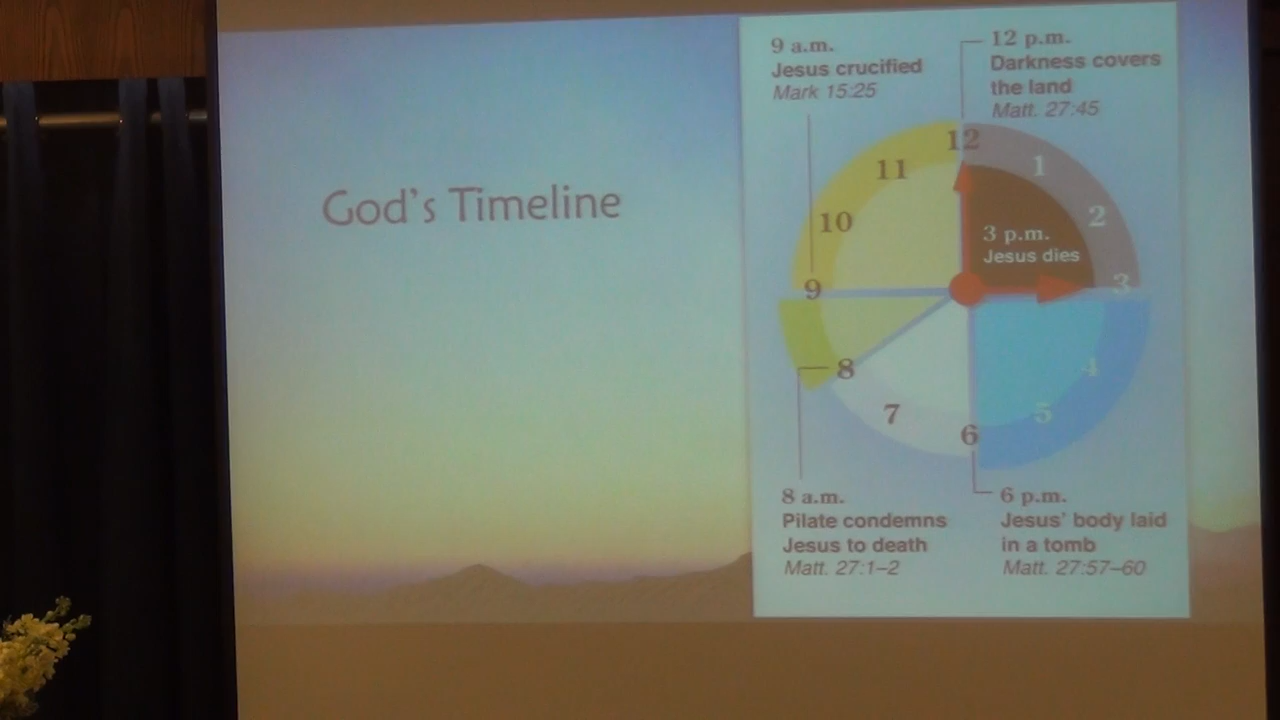 God's Timeline
9 a.m.
Jesus crucified
Mark 15:25
12 p.m.
Darkness covers
the land
Matt. 27:45
12
1
2
3
4
5
6
7
8
9
10
11
3 p.m.
Jesus dies
8 a.m.
Pilate condemns
Jesus to death
Matt. 27:1–2
6 p.m.
Jesus' body laid
in a tomb
Matt. 27:57–60